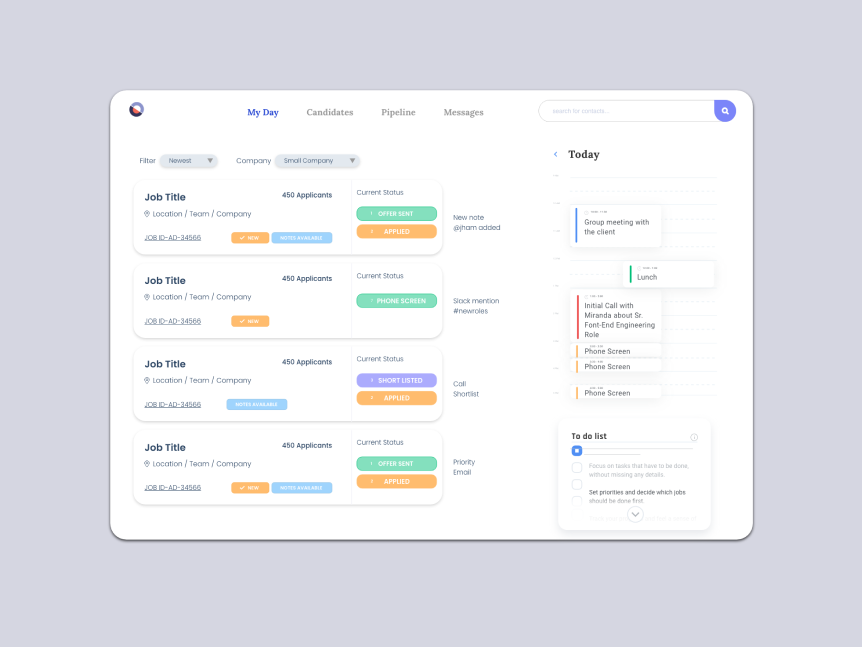 My Day
Candidates
Pipeline
Messages
search for contacts...
Filter
Newest
Company
Small Company
Job Title
450 Applicants
Location / Team / Company
JOB ID-AD-34566
NEW
NOTES AVAILABLE
Current Status
OFFER SENT
APPLIED
New note
@jham added
Job Title
450 Applicants
Location / Team / Company
JOB ID-AD-34566
NEW
Current Status
PHONE SCREEN
Slack mention
#newroles
Job Title
450 Applicants
Location / Team / Company
JOB ID-AD-34566
NOTES AVAILABLE
Current Status
SHORT LISTED
APPLIED
Call
Shortlist
Job Title
450 Applicants
Location / Team / Company
JOB ID-AD-34566
NEW
NOTES AVAILABLE
Current Status
OFFER SENT
APPLIED
Priority
Email
Today
Group meeting with
the client
Lunch
Initial Call with
Miranda about Sr.
Font-End Engineering
Role
Phone Screen
Phone Screen
Phone Screen
To do list
Focus on tasks that have to be done,
without missing any details.
Set priorities and decide which jobs
should be done first